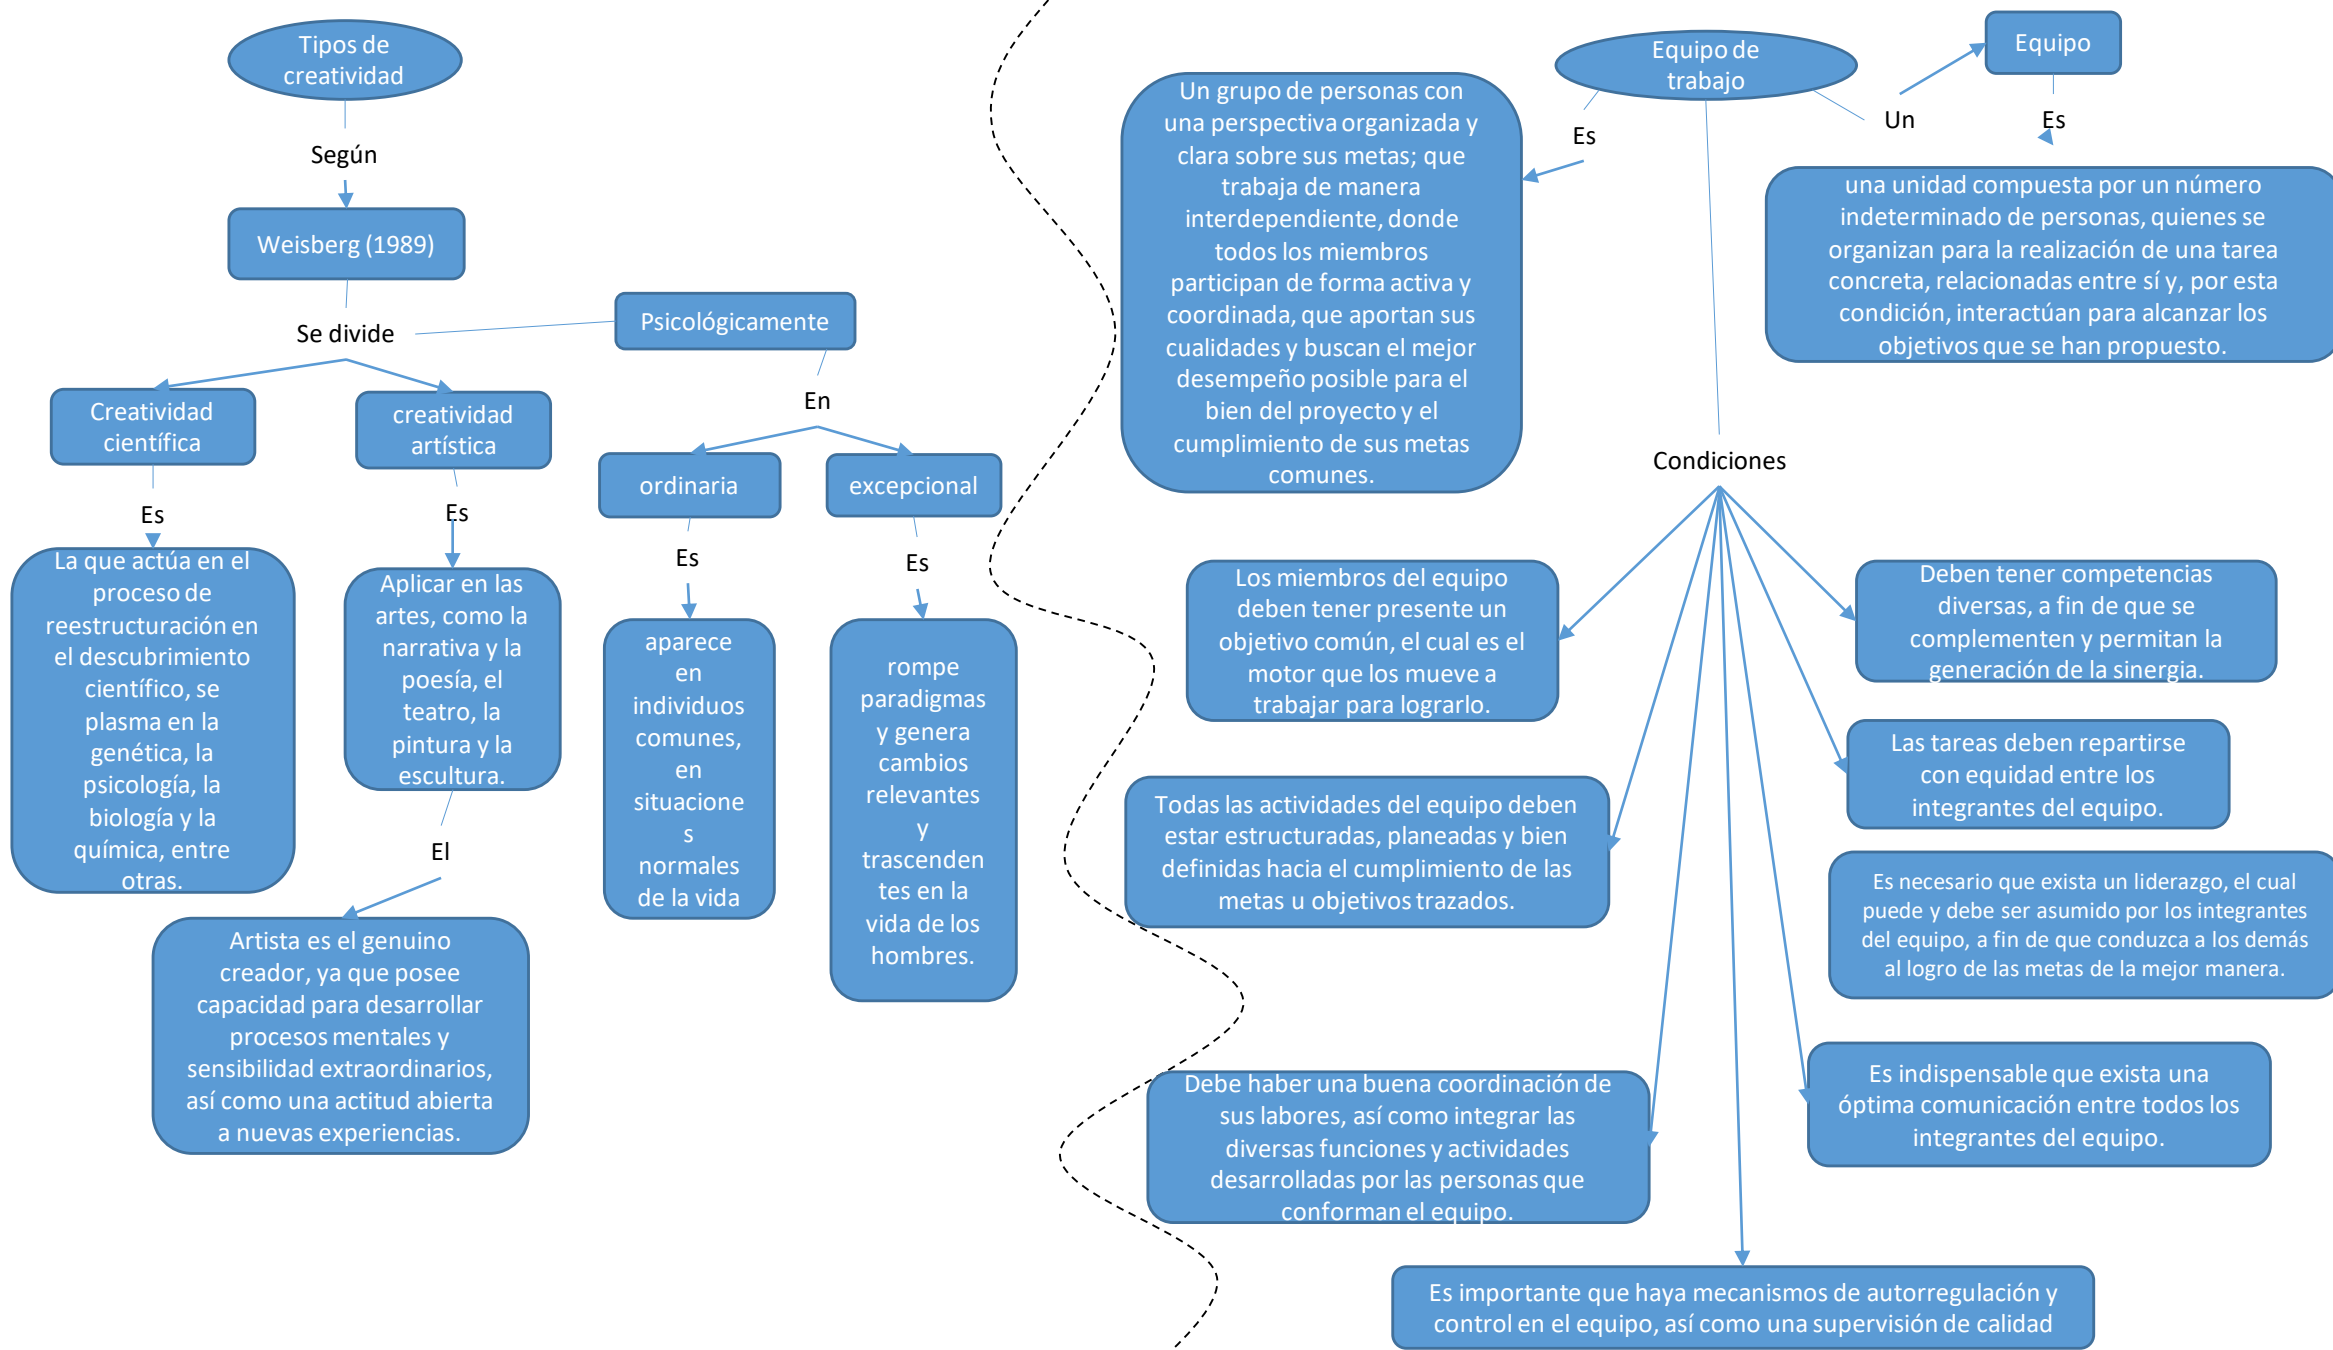 Tipos de
creatividad
Según
Weisberg (1989)
Se divide
Psicológicamente
Creatividad
científica
creatividad
artística
En
ordinaria
excepcional
Es
La que actúa en el
proceso de
reestructuración en
el descubrimiento
científico, se
plasma en la
genética, la
psicología, la
biología y la
química, entre
otras.
Es
Aplicar en las
artes, como la
narrativa y la
poesía, el
teatro, la
pintura y la
escultura.
El
Artista es el genuino
creador, ya que posee
capacidad para desarrollar
procesos mentales y
sensibilidad extraordinarios,
así como una actitud abierta
a nuevas experiencias.
Es
aparece
en
individuos
comunes,
en
situacione
s
normales
de la vida
Es
rompe
paradigmas
y genera
cambios
relevantes
y
trascenden
tes en la
vida de los
hombres.
Equipo de
trabajo
Es
Un grupo de personas con
una perspectiva organizada y
clara sobre sus metas; que
trabaja de manera
interdependiente, donde
todos los miembros
participan de forma activa y
coordinada, que aportan sus
cualidades y buscan el mejor
desempeño posible para el
bien del proyecto y el
cumplimiento de sus metas
comunes.
Un
Equipo
Es
una unidad compuesta por un número
indeterminado de personas, quienes se
organizan para la realización de una tarea
concreta, relacionadas entre sí y, por esta
condición, interactúan para alcanzar los
objetivos que se han propuesto.
Condiciones
Los miembros del equipo
deben tener presente un
objetivo común, el cual es el
motor que los mueve a
trabajar para lograrlo.
Deben tener competencias
diversas, a fin de que se
complementen y permitan la
generación de la sinergia.
Las tareas deben repartirse
con equidad entre los
integrantes del equipo.
Todas las actividades del equipo deben
estar estructuradas, planeadas y bien
definidas hacia el cumplimiento de las
metas u objetivos trazados.
Es necesario que exista un liderazgo, el cual
puede y debe ser asumido por los integrantes
del equipo, a fin de que conduzca a los demás
al logro de las metas de la mejor manera.
Debe haber una buena coordinación de
sus labores, así como integrar las
diversas funciones y actividades
desarrolladas por las personas que
conforman el equipo.
Es indispensable que exista una
óptima comunicación entre todos los
integrantes del equipo.
Es importante que haya mecanismos de autorregulación y
control en el equipo, así como una supervisión de calidad